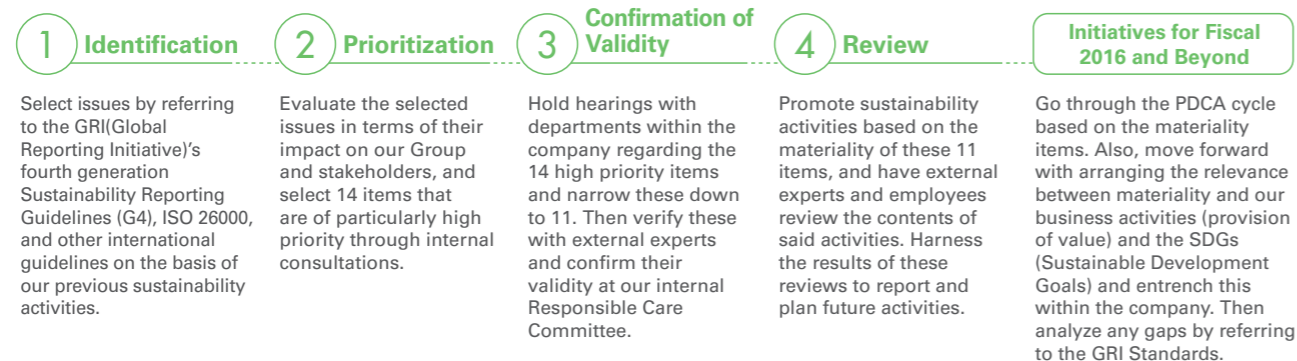 1 Identification
Select issues by referring
to the GRI(Global
Reporting Initiative)'s
fourth generation
Sustainability Reporting
Guidelines (G4), ISO 26000,
and other international
guidelines on the basis of
our previous sustainability
activities.
2 Prioritization
Evaluate the selected
issues in terms of their
impact on our Group
and stakeholders, and
select 14 items that
are of particularly high
priority through internal
consultations.
3 Confirmation of
Validity
Hold hearings with
departments within the
company regarding the
14 high priority items
and narrow these down
to 11. Then verify these
with external experts
and confirm their
validity at our internal
Responsible Care
Committee.
4 Review
Promote sustainability
activities based on the
materiality of these 11
items, and have external
experts and employees
review the contents of
said activities. Harness
the results of these
reviews to report and
plan future activities.
Initiatives for Fiscal
2016 and Beyond
Go through the PDCA cycle
based on the materiality
items. Also, move forward
with arranging the relevance
between materiality and our
business activities (provision
of value) and the SDGs
(Sustainable Development
Goals) and entrench this
within the company. Then
analyze any gaps by referring
to the GRI Standards.